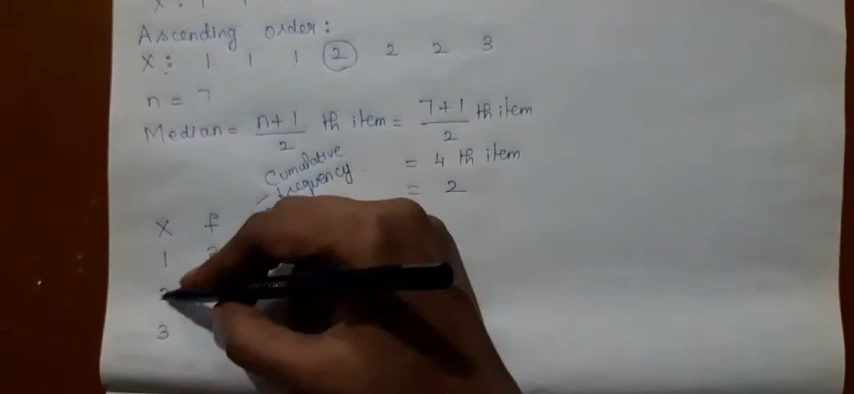 Ascending order:
X: 1 1 1 2 2 2 3
n = 7
Median = n+1/2 th item = 7+1/2 th item
= 4 th item
= 2
Cumulative
frequency
X f
1
3